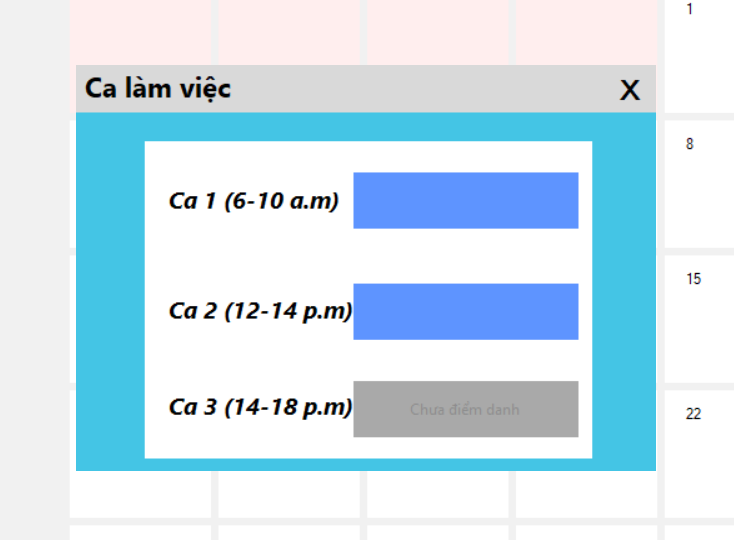 1
Ca làm việc X
8
Ca 1 (6-10 a.m)
15
Ca 2 (12-14 p.m)
Ca 3 (14-18 p.m) Chưa điểm danh
22